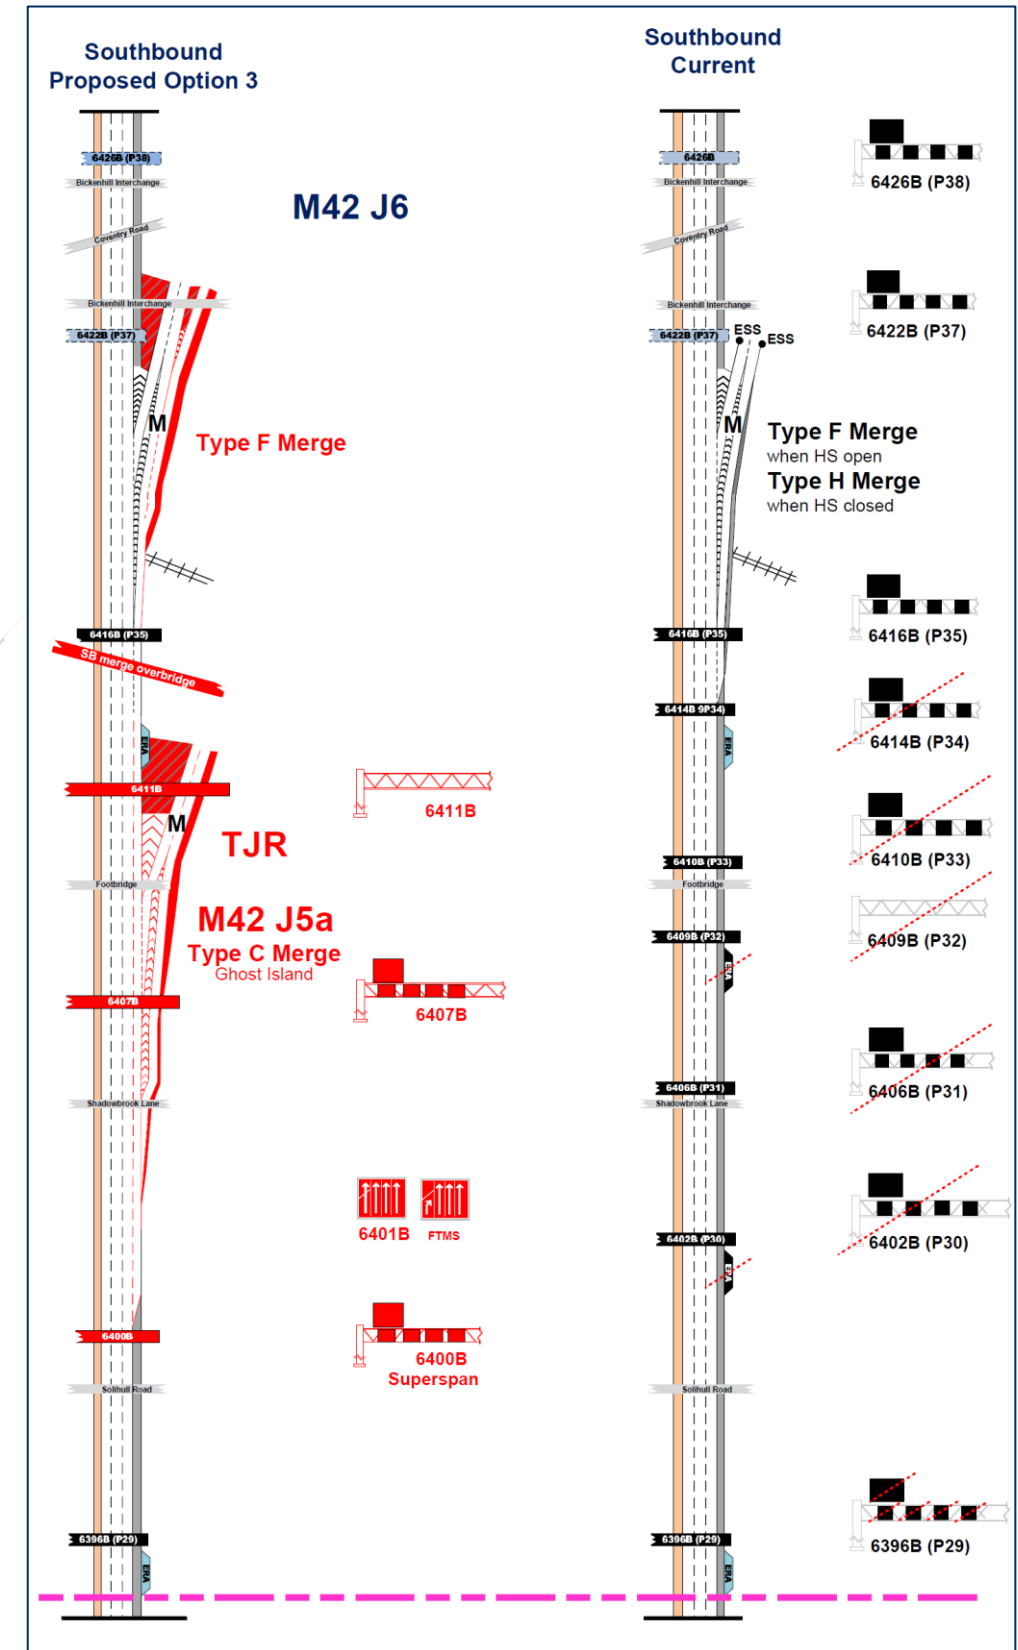 Southbound
Proposed Option 3
Southbound
Current
6426B (P38)
Bickenhill Interchange
M42 J6
Coventry Road
Bickenhill Interchange
6422B (P37)
M
Type F Merge
6416B (P35)
SB merge overbridge
ERA
6411B
M
TJR
Footbridge
M42 J5a
Type C Merge
Ghost Island
6407B
Shadowbrook Lane
6400B
Solihull Road
6396B (P29)
ERA
6411B
6407B
6401B
FTMS
6400B
Superspan
6426B
Bickenhill Interchange
Coventry Road
Bickenhill Interchange
6422B (P37)
ESS
ESS
M
Type F Merge
when HS open
Type H Merge
when HS closed
6416B (P35)
6414B 9P34)
ERA
6410B (P33)
Footbridge
6409B (P32)
ERA
6406B (P31)
Shadowbrook Lane
6402B (P30)
ERA
Solihull Road
6396B (P29)
ERA
6426B (P38)
6422B (P37)
6416B (P35)
6414B (P34)
6410B (P33)
6409B (P32)
6406B (P31)
6402B (P30)
6396B (P29)